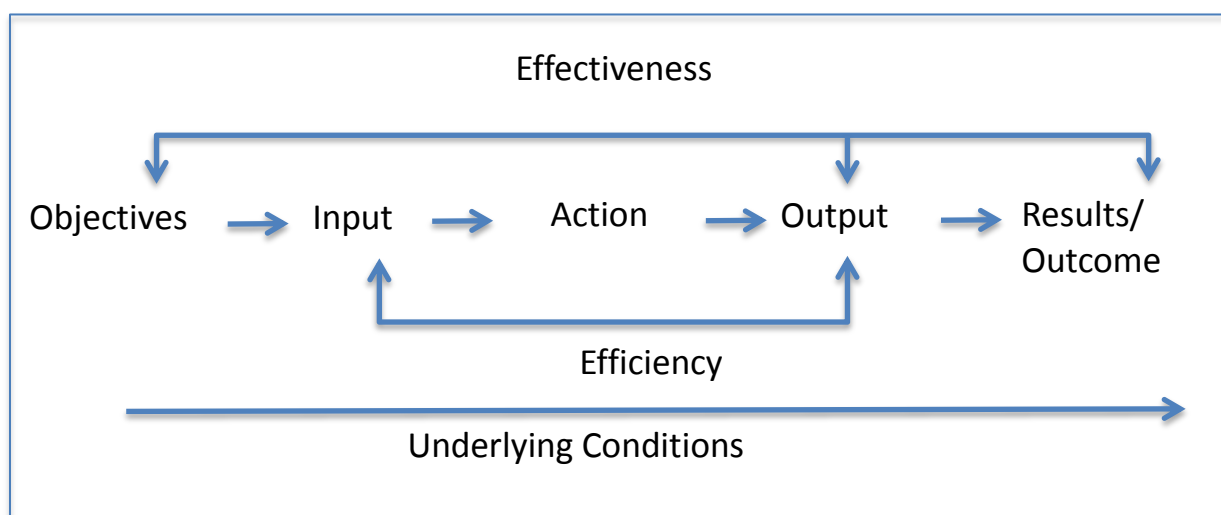 Effectiveness
Objectives Input Action Output Results/
Outcome
Efficiency
Underlying Conditions